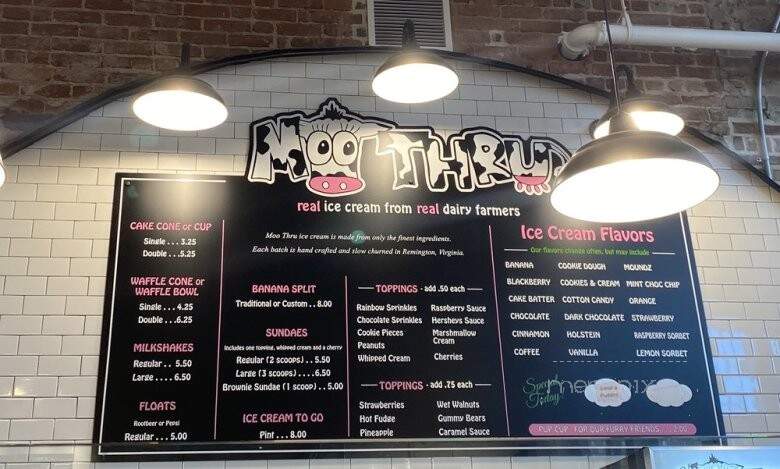 Moo THRU
real ice cream from real dairy farmers
CAKE CONE or CUP
Single . . . 3.25
Double . . .5.25
WAFFLE CONE or
WAFFLE BOWL
Single . . .4.25
Double . . .6.25
MILKSHAKES
Regular . . 5.50
Large . . . . 6.50
FLOATS
Rootbeer or Pepsi
Regular . . . 5.00
Moo Thru ice cream is made from only the finest ingredients.
Each batch is hand crafted and slow churned in Remington, Virginia.
BANANA SPLIT
Traditional or Custom . . 8.00
SUNDAES
Includes one topping, whipped cream and a cherry
Regular (2 scoops) . . 5.50
Large (3 scoops) . . . .6.50
Brownie Sundae (1 scoop) . . 5.00
ICE CREAM TO GO
Pint . . . 8.00
TOPPINGS - add .50 each
Rainbow Sprinkles Raspberry Sauce
Chocolate Sprinkles Hersheys Sauce
Cookie Pieces Marshmallow
Peanuts Cream
Whipped Cream Cherries
TOPPINGS - add .75 each
Strawberries Wet Walnuts
Hot Fudge Gummy Bears
Pineapple Caramel Sauce
Ice Cream Flavors
Our flavors change often, but may include
BANANA COOKIE DOUGH MOUNDZ
BLACKBERRY COOKIES & CREAM MINT CHOC CHIP
CAKE BATTER COTTON CANDY ORANGE
CHOCOLATE DARK CHOCOLATE STRAWBERRY
CINNAMON HOLSTEIN RASPBERRY SORBET
COFFEE VANILLA LEMON SORBET
Special
Today
menupix
PUP CUP FOR OUR FURRY FRIENDS 2.00